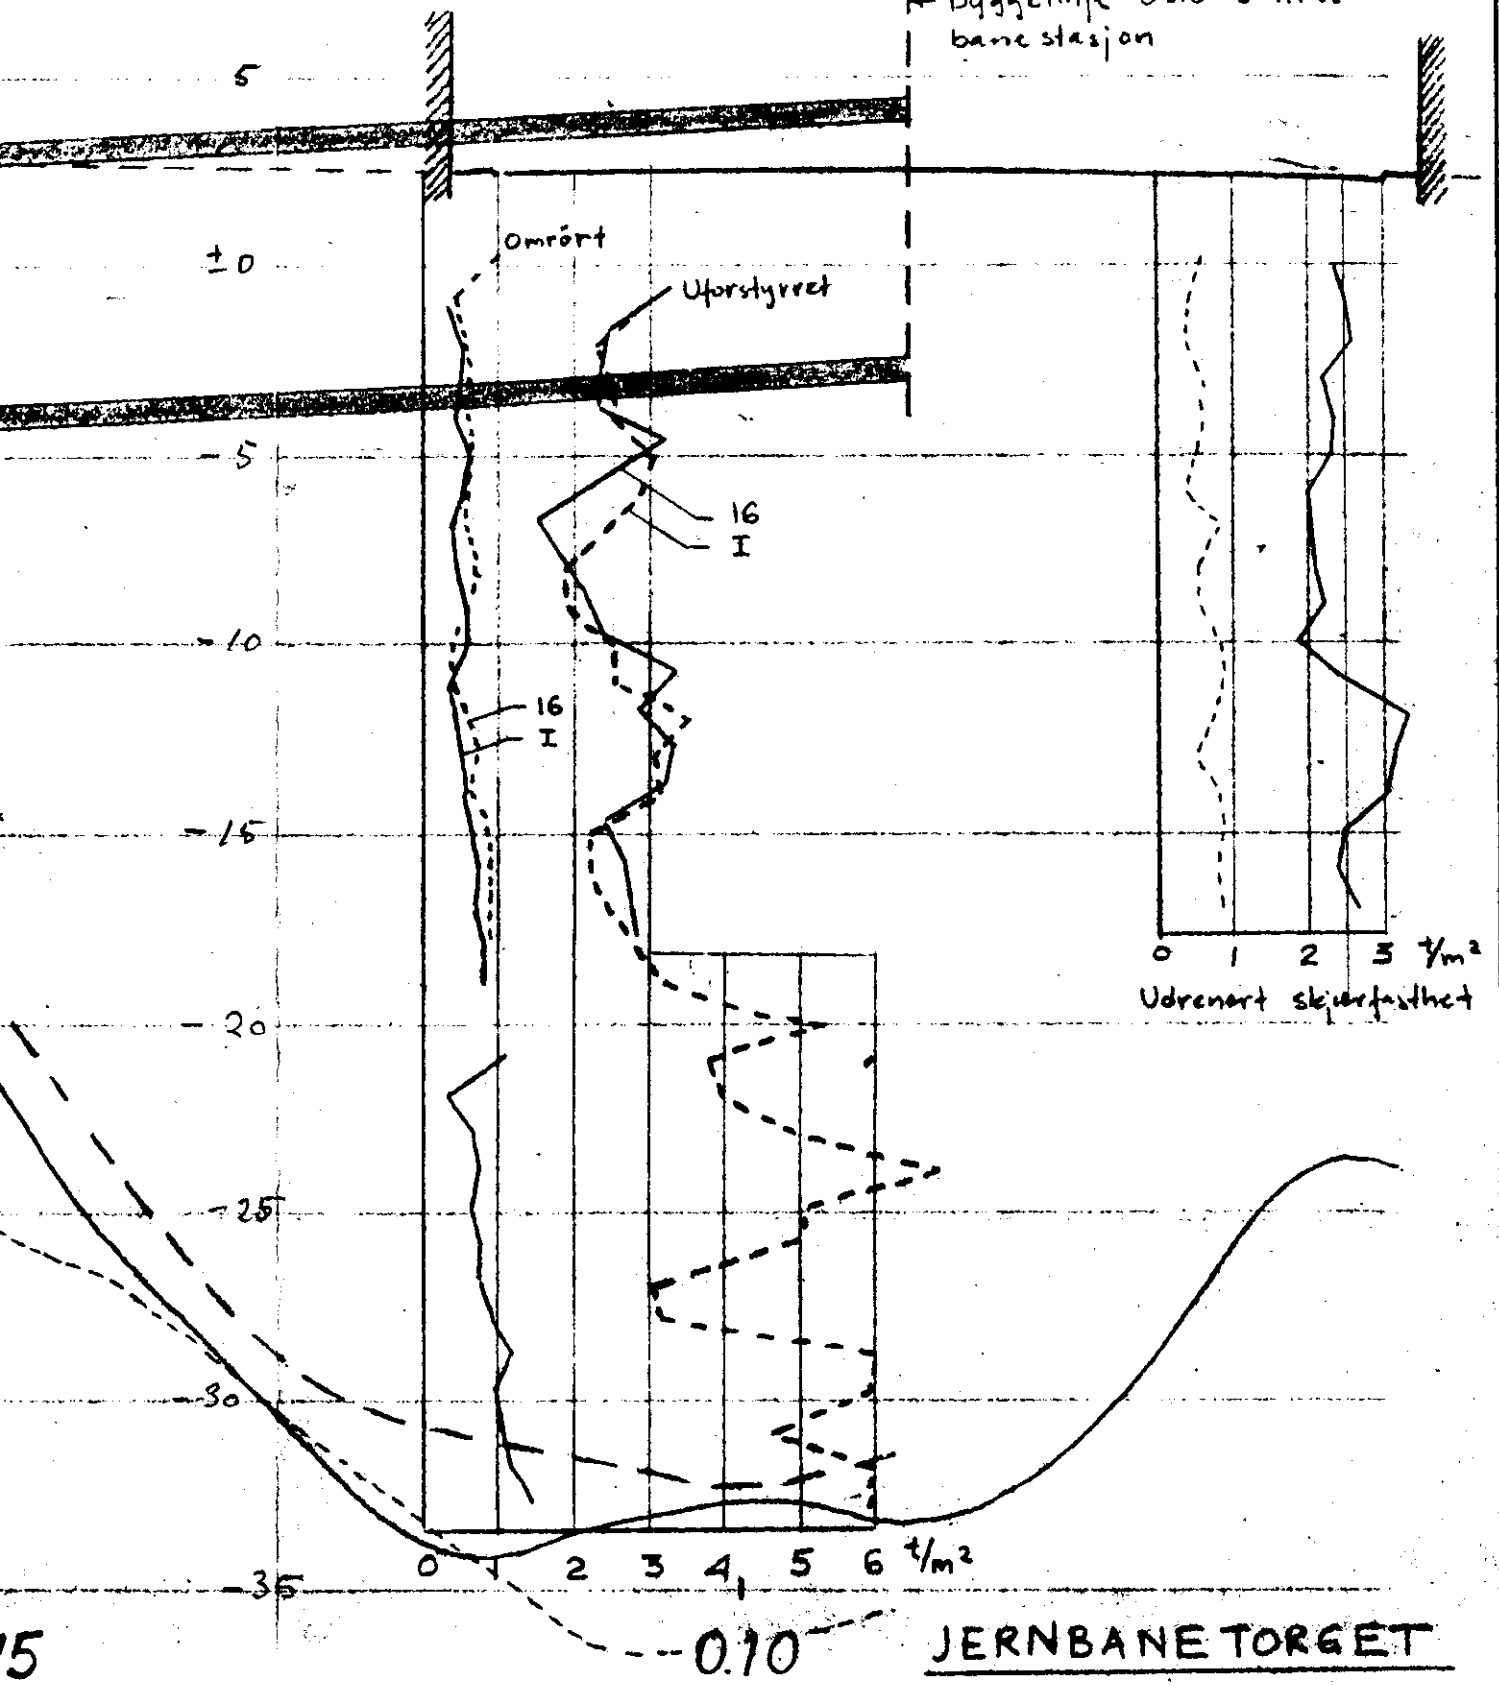 bane stasjon
5
± 0
Omrört
Uforstyrret
- 5
16
I
- 10
16
I
- 15
0 1 2 3 t/m²
Udrenert skjærfasthet
- 20
- 25
- 30
0 1 2 3 4 5 6 t/m²
- 35
0.10
JERNBANETORGET